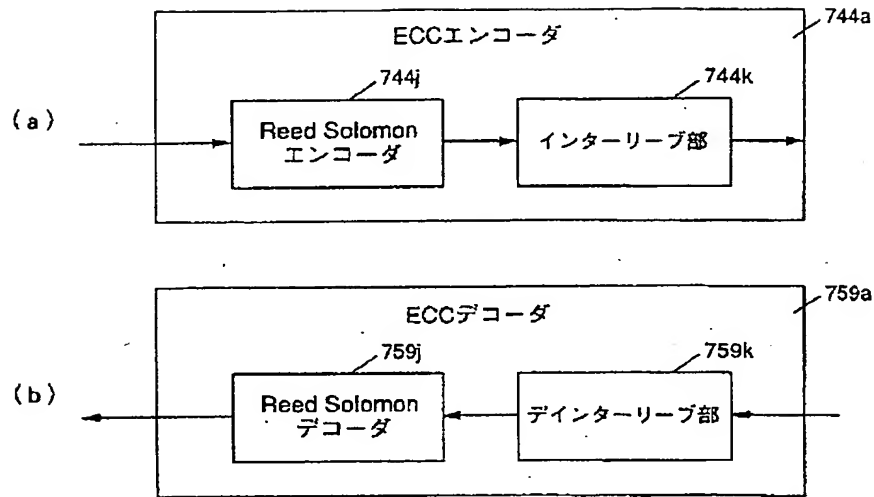 ECCエンコーダ
744a
744j
744k
(a)
Reed Solomon
エンコーダ
インターリーブ部
ECCデコーダ
759a
759j
759k
(b)
Reed Solomon
デコーダ
デインターリーブ部